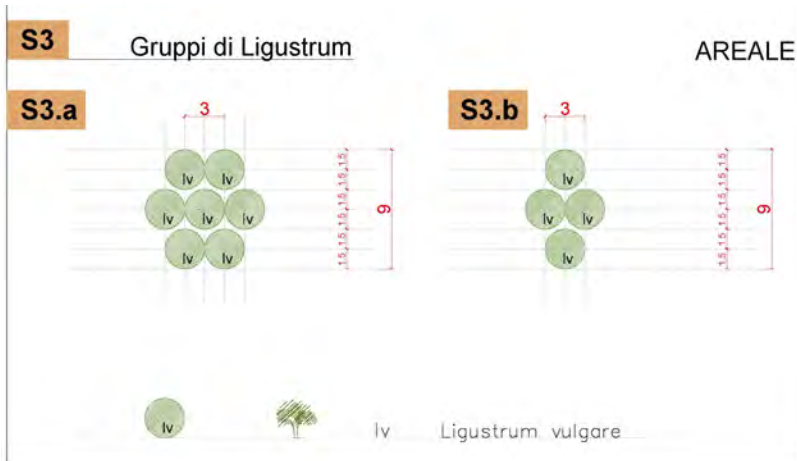 S3 Gruppi di Ligustrum AREALE
S3.a S3.b
3 3
lv lv lv
lv lv lv lv lv
lv lv lv
1.5 1.5 1.5 1.5 1.5 1.5 9 1.5 1.5 1.5 1.5 1.5 1.5 9
lv lv Ligustrum vulgare